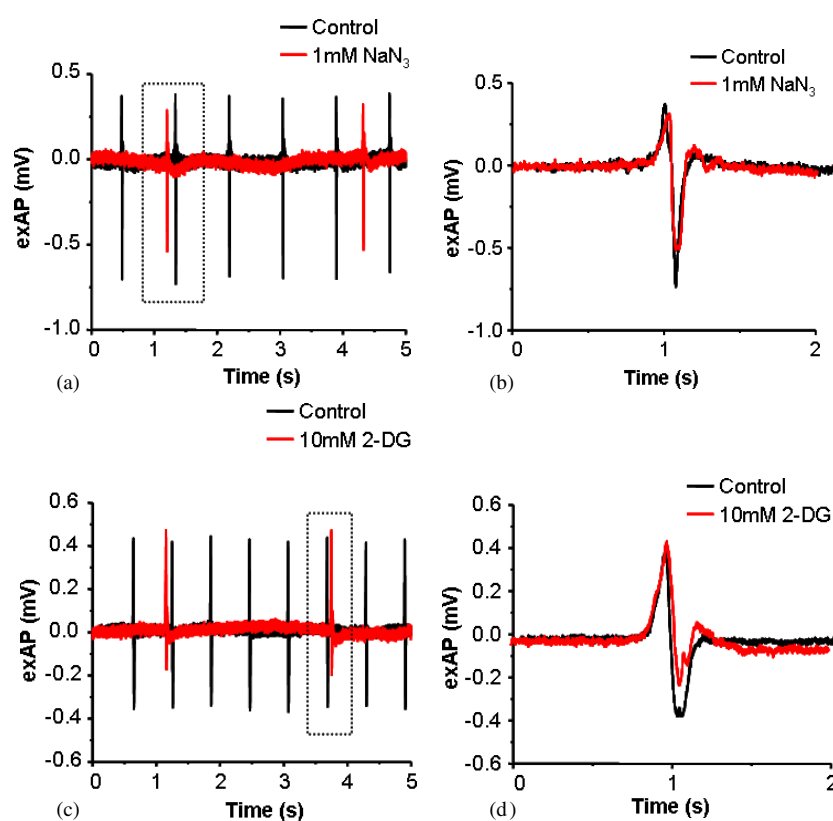 Control
1mM NaN₃
0.5
0.0
-0.5
-1.0
exAP (mV)
0 1 2 3 4 5
Time (s)
(a)
Control
1mM NaN₃
0.5
0.0
-0.5
-1.0
exAP (mV)
0 1 2
Time (s)
(b)
Control
10mM 2-DG
0.6
0.4
0.2
0.0
-0.2
-0.4
-0.6
exAP (mV)
0 1 2 3 4 5
Time (s)
(c)
Control
10mM 2-DG
0.6
0.4
0.2
0.0
-0.2
-0.4
-0.6
exAP (mV)
0 1 2
Time (s)
(d)